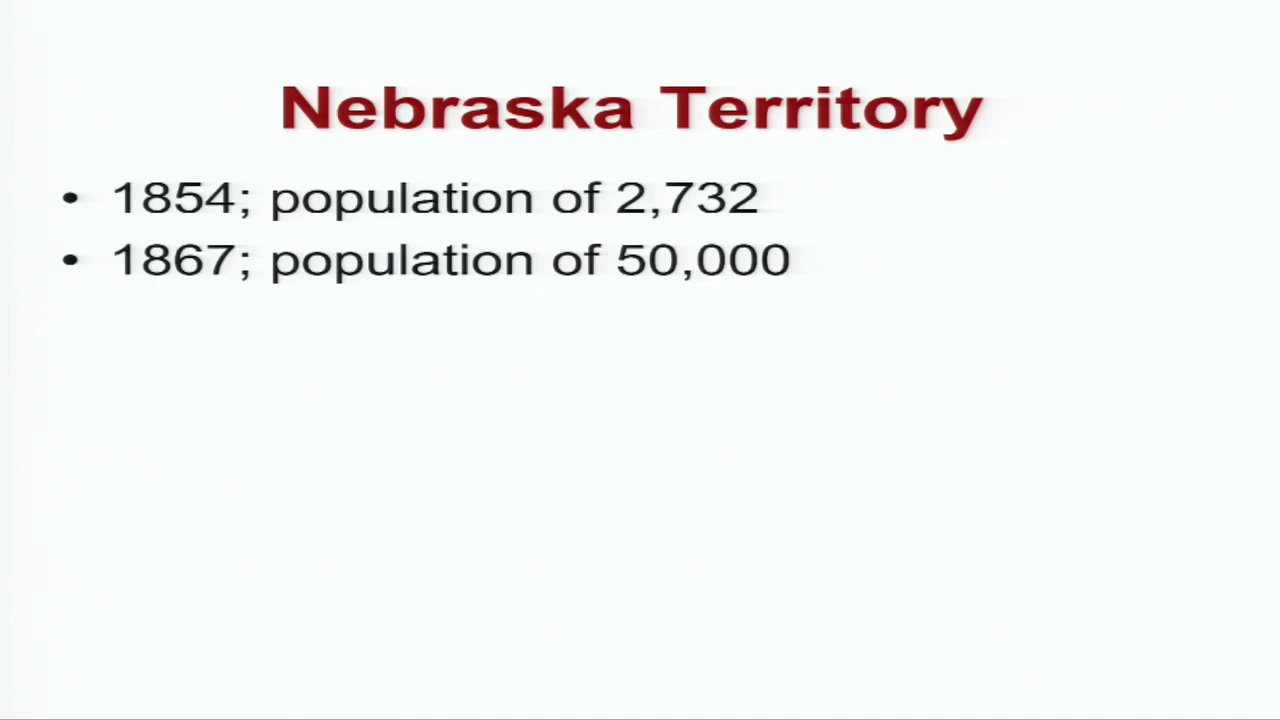 Nebraska Territory
• 1854; population of 2,732
• 1867; population of 50,000